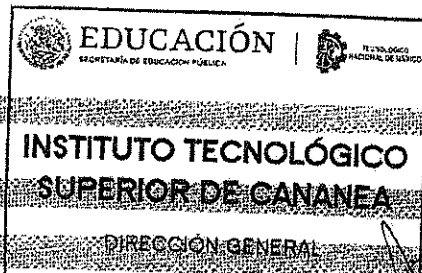 EDUCACIÓN
SECRETARÍA DE EDUCACIÓN PÚBLICA
TECNOLÓGICO
NACIONAL DE MÉXICO
INSTITUTO TECNOLÓGICO
SUPERIOR DE CANANEA
DIRECCIÓN GENERAL